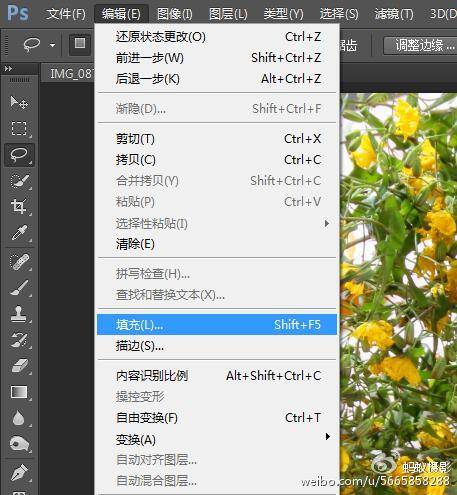 Ps 文件(F) 编辑(E) 图像(I) 图层(L) 类型(Y) 选择(S) 滤镜(T) 3D(D
还原状态更改(O) Ctrl+Z
锯齿 调整边缘 ...
前进一步(W) Shift+Ctrl+Z
后退一步(K) Alt+Ctrl+Z
IMG_087
渐隐(D)... Shift+Ctrl+F
剪切(T) Ctrl+X
拷贝(C) Ctrl+C
合并拷贝(Y) Shift+Ctrl+C
粘贴(P) Ctrl+V
选择性粘贴(I)
清除(E)
拼写检查(H)...
查找和替换文本(X)...
填充(L)... Shift+F5
描边(S)...
内容识别比例 Alt+Shift+Ctrl+C
操控变形
自由变换(F) Ctrl+T
变换(A)
自动对齐图层...
自动混合图层...
蚂蚁摄影
weibo.com/u/5665858288